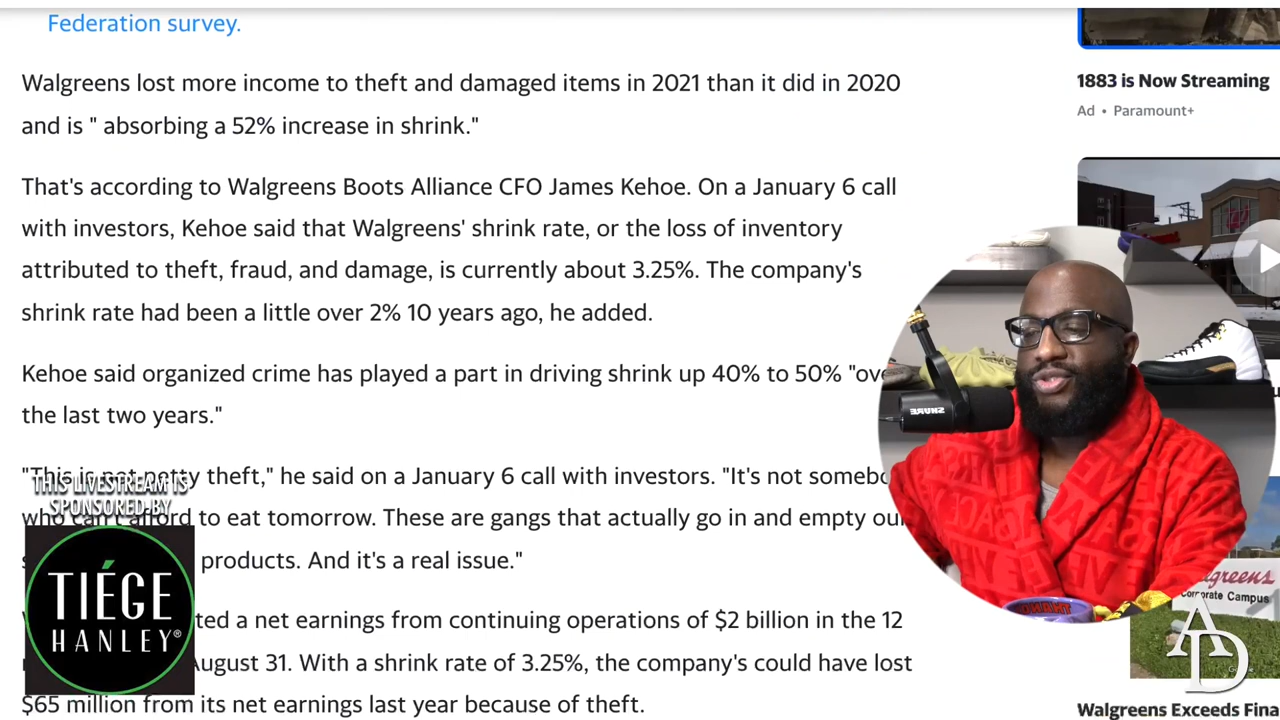 Federation survey.
Walgreens lost more income to theft and damaged items in 2021 than it did in 2020
and is " absorbing a 52% increase in shrink."
That's according to Walgreens Boots Alliance CFO James Kehoe. On a January 6 call
with investors, Kehoe said that Walgreens' shrink rate, or the loss of inventory
attributed to theft, fraud, and damage, is currently about 3.25%. The company's
shrink rate had been a little over 2% 10 years ago, he added.
Kehoe said organized crime has played a part in driving shrink up 40% to 50%
the last two years."
"This is not petty theft," he said on a January 6 call with investors. "It's not
who can't afford to eat tomorrow. These are gangs that actually go in and empty
products. And it's a real issue."
a net earnings from continuing operations of $2 billion in the 12
August 31. With a shrink rate of 3.25%, the company's could have lost
$65 million from its net earnings last year because of theft.
THIS LIVESTREAM IS
SPONSORED BY
TIÉGE
HANLEY®
1883 is Now Streaming
Ad • Paramount+
SHURE
Corporate Campus
AD
Walgreens Exceeds